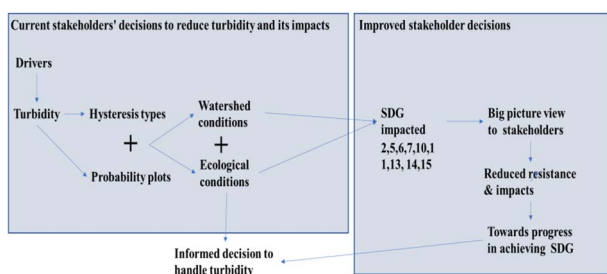 Current stakeholders' decisions to reduce turbidity and its impacts
Drivers
Turbidity
Hysteresis types
+
Probability plots
Watershed
conditions
+
Ecological
conditions
Informed decision to
handle turbidity
Improved stakeholder decisions
SDG
impacted
2,5,6,7,10,1
1,13, 14,15
Big picture view
to stakeholders
Reduced resistance
& impacts
Towards progress
in achieving SDG